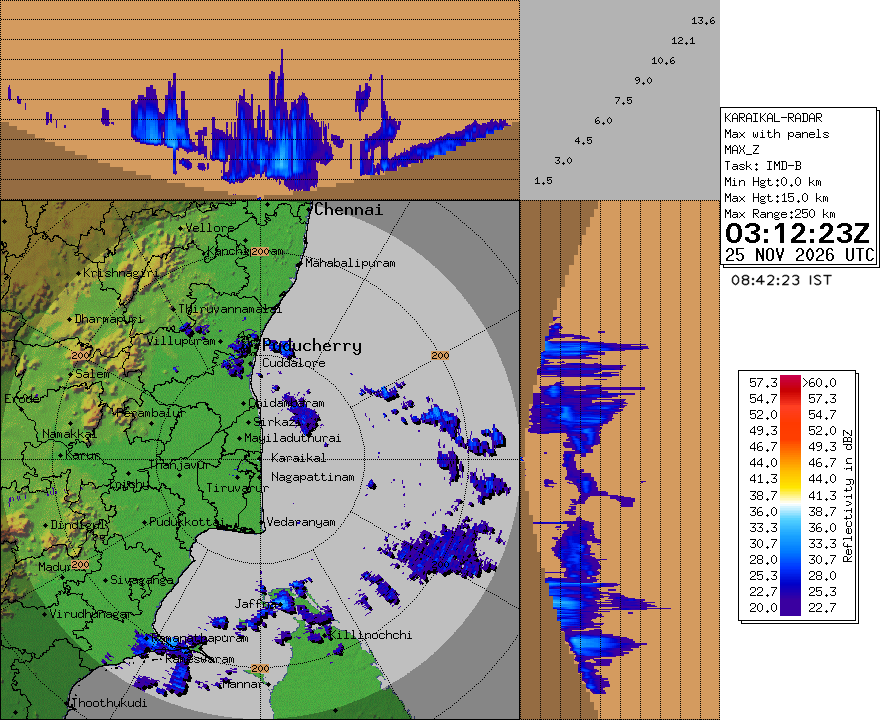 13.6
12.1
10.6
9.0
7.5
6.0
4.5
3.0
1.5
KARAIKAL-RADAR
Max with panels
MAX_Z
Task: IMD-B
Min Hgt:0.0 km
Max Hgt:15.0 km
Max Range:250 km
03:12:23Z
25 NOV 2026 UTC
08:42:23 IST
Chennai
Vellore
200
Mahabalipuram
Krishnagiri
Thiruvannamalai
Dharmapuri
Villupuram
Puducherry
200
200
Cuddalore
Salem
Erode
Chidambaram
Perambalur
Sirkazi
Namakkal
Mayiladuthurai
Karur
Karaikal
Thanjavur
Nagapattinam
Tiruvarur
Pudukkottai
Vedaranyam
Dindigul
200
Madurai
Sivaganga
Jaffna
Virudhunagar
Ramanathapuram
Killinochchi
Rameswaram
200
Mannar
Thoothukudi
57.3 >60.0
54.7 57.3
52.0 54.7
49.3 52.0
46.7 49.3
44.0 46.7
41.3 44.0
38.7 41.3
36.0 38.7
33.3 36.0
30.7 33.3
28.0 30.7
25.3 28.0
22.7 25.3
20.0 22.7
Reflectivity in dBZ